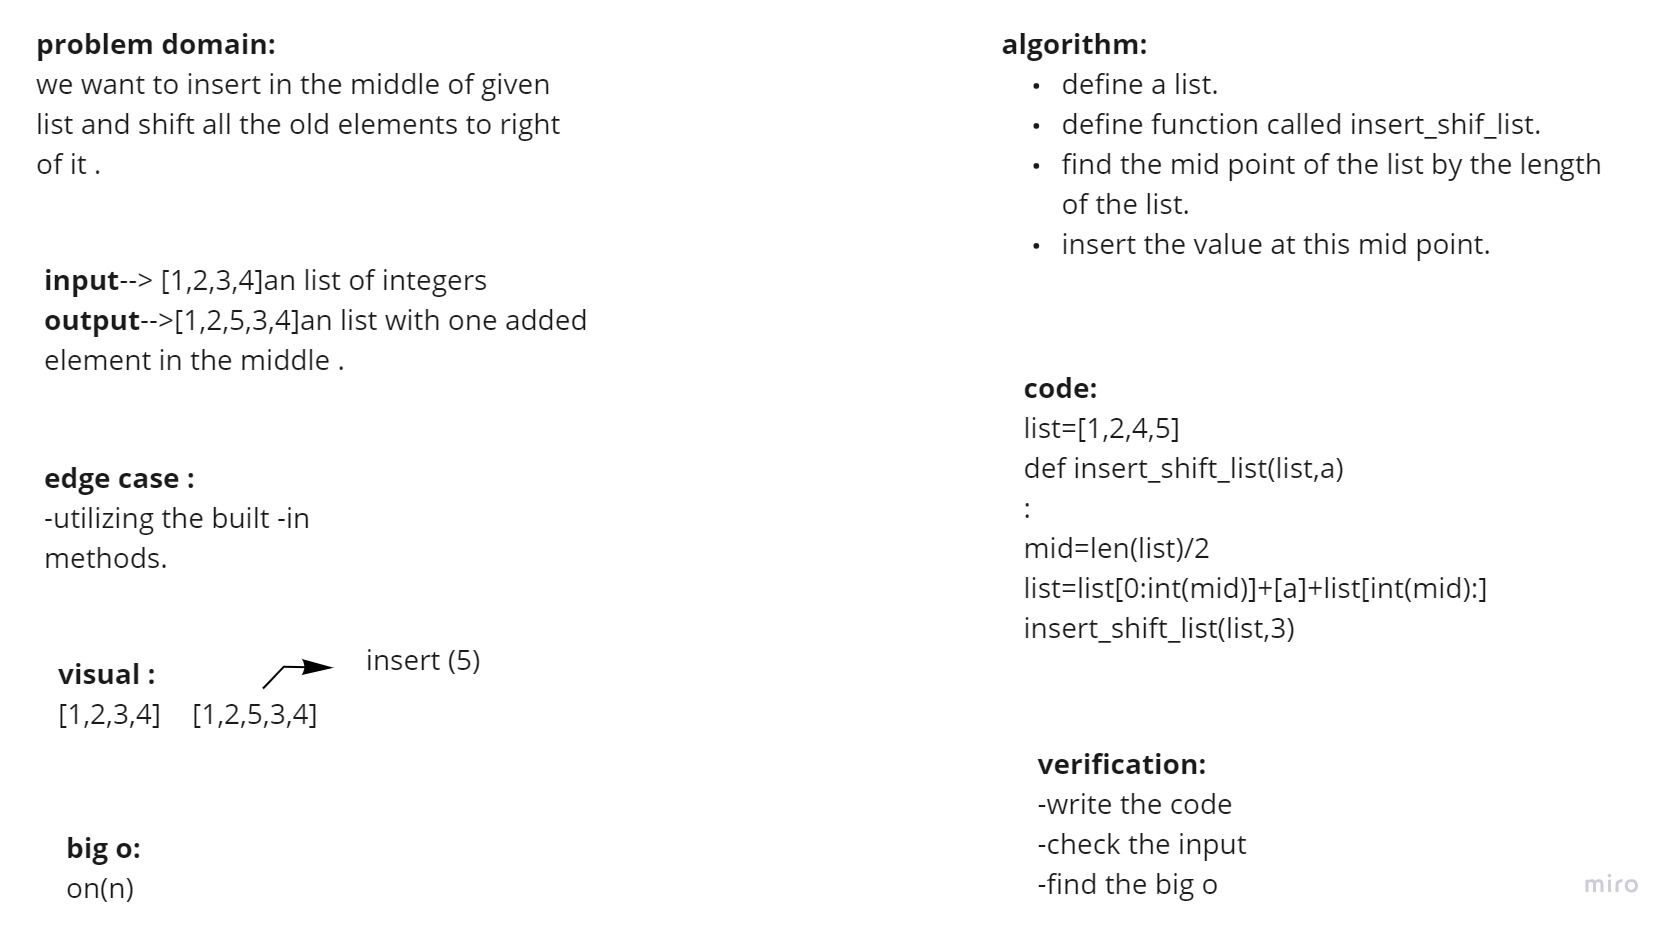 problem domain:
we want to insert in the middle of given
list and shift all the old elements to right
of it .
input--> [1,2,3,4]an list of integers
output-->[1,2,5,3,4]an list with one added
element in the middle .
edge case :
-utilizing the built -in
methods.
visual :
insert (5)
[1,2,3,4] [1,2,5,3,4]
big o:
on(n)
algorithm:
• define a list.
• define function called insert_shif_list.
• find the mid point of the list by the length
of the list.
• insert the value at this mid point.
code:
list=[1,2,4,5]
def insert_shift_list(list,a)
:
mid=len(list)/2
list=list[0:int(mid)]+[a]+list[int(mid):]
insert_shift_list(list,3)
verification:
-write the code
-check the input
-find the big o
miro